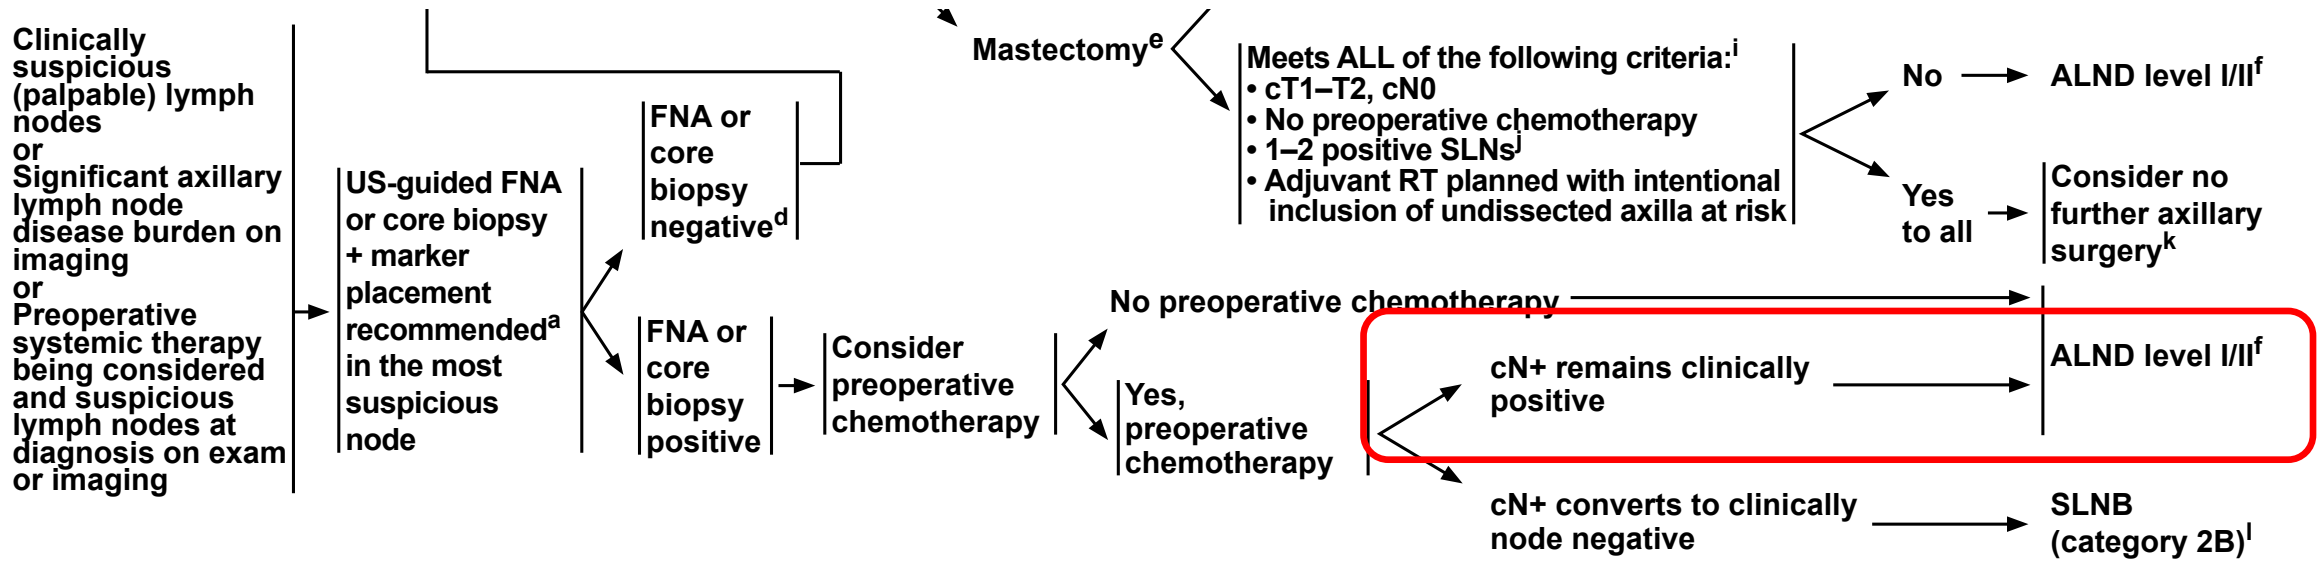 Clinically
suspicious
(palpable) lymph
nodes
or
Significant axillary
lymph node
disease burden on
imaging
or
Preoperative
systemic therapy
being considered
and suspicious
lymph nodes at
diagnosis on exam
or imaging
US-guided FNA
or core biopsy
+ marker
placement
recommendedᵃ
in the most
suspicious
node
FNA or
core
biopsy
negativeᵈ
FNA or
core
biopsy
positive
Consider
preoperative
chemotherapy
Mastectomyᵉ
Meets ALL of the following criteria:ⁱ
• cT1–T2, cN0
• No preoperative chemotherapy
• 1–2 positive SLNsʲ
• Adjuvant RT planned with intentional
inclusion of undissected axilla at risk
No
ALND level I/IIᶠ
Yes
to all
Consider no
further axillary
surgeryᵏ
No preoperative chemotherapy
Yes,
preoperative
chemotherapy
cN+ remains clinically
positive
ALND level I/IIᶠ
cN+ converts to clinically
node negative
SLNB
(category 2B)ˡ